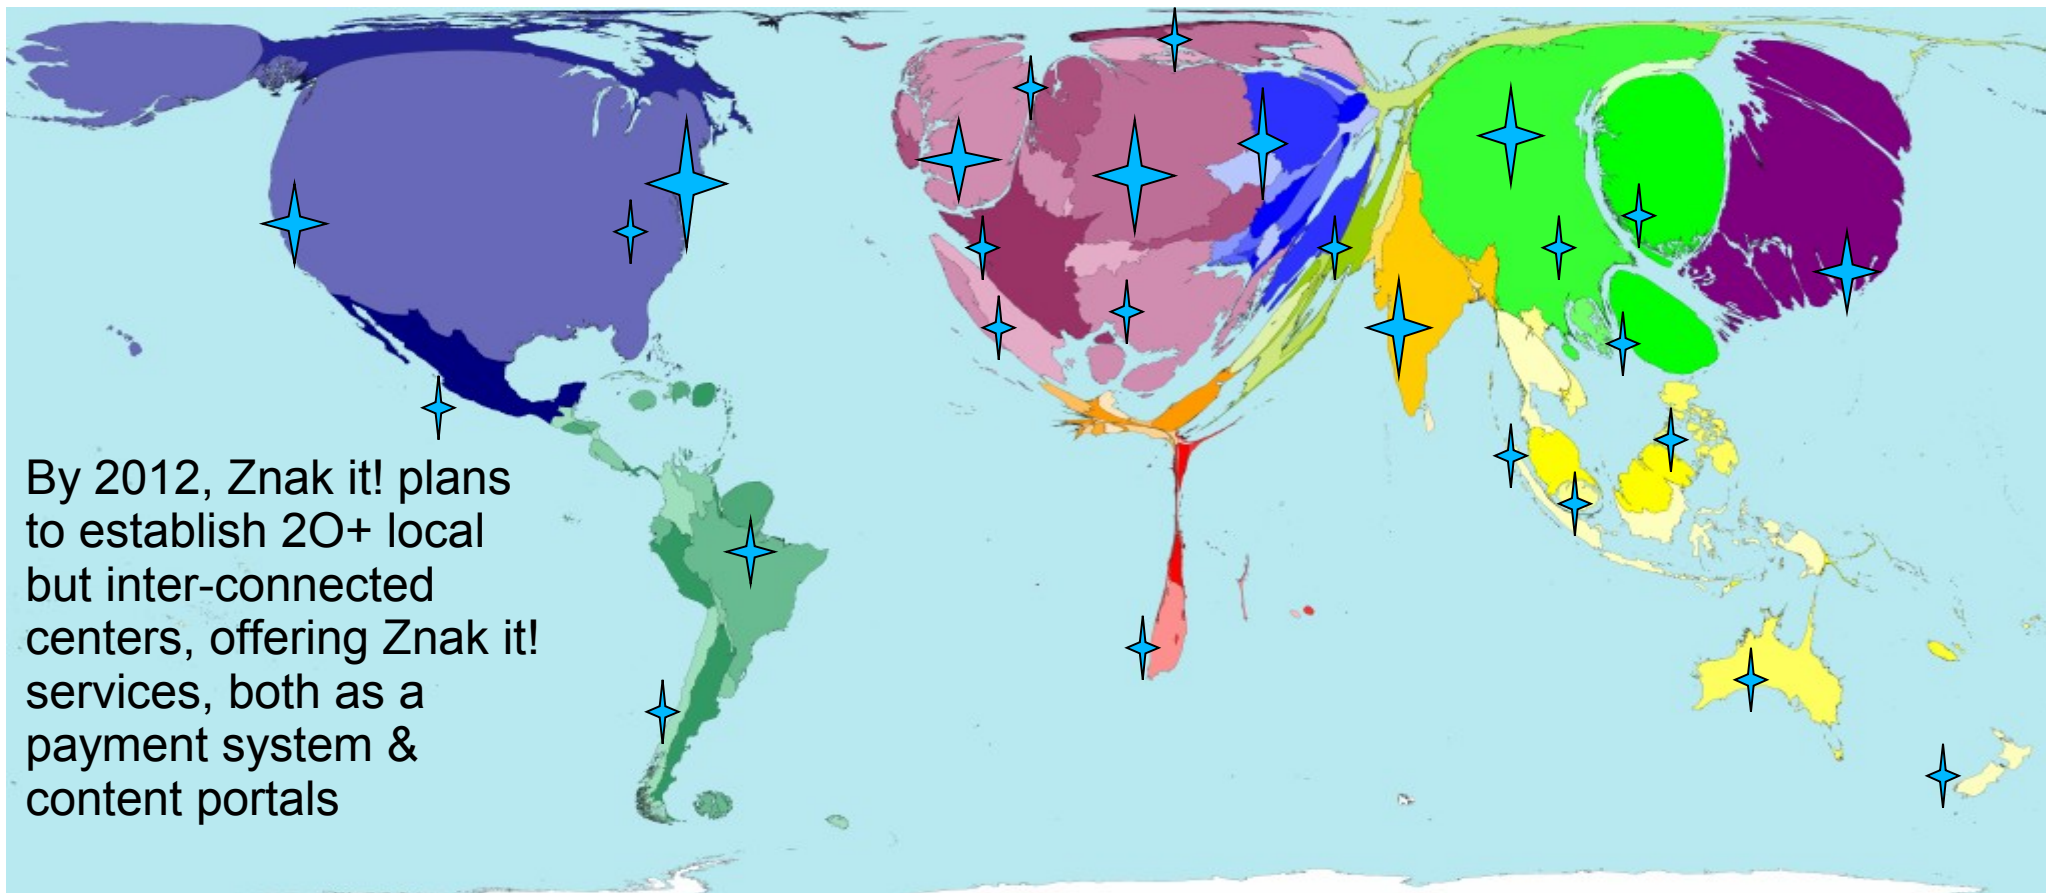 By 2012, Znak it! plans
to establish 2O+ local
but inter-connected
centers, offering Znak it!
services, both as a
payment system &
content portals